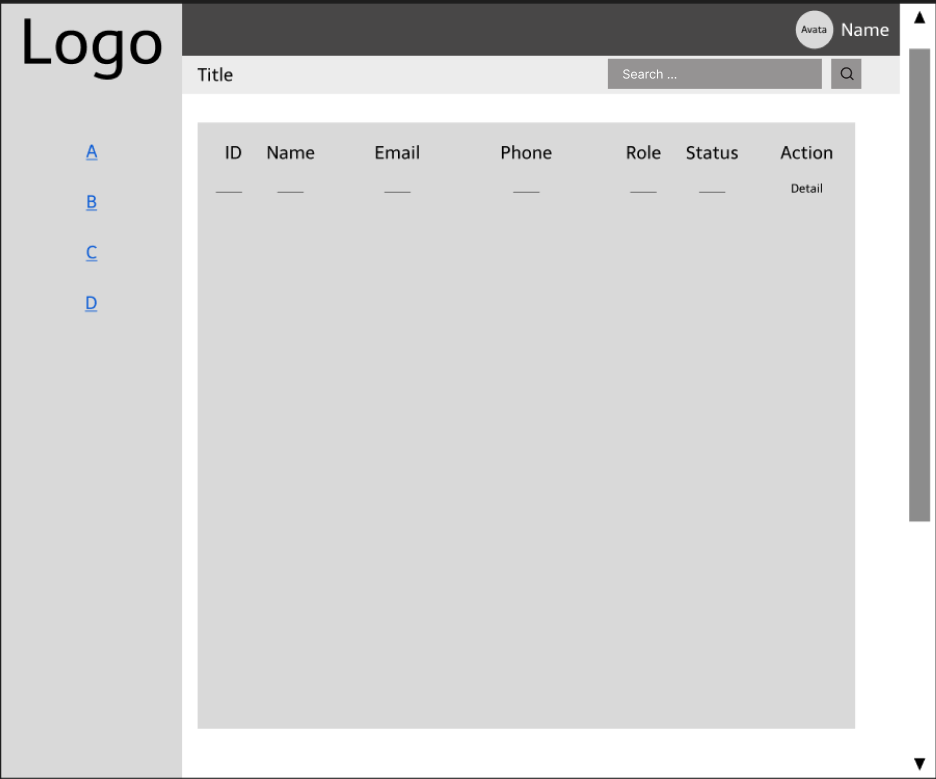 Logo
Avata Name
Title
Search ...
A
B
C
D
ID Name Email Phone Role Status Action
Detail